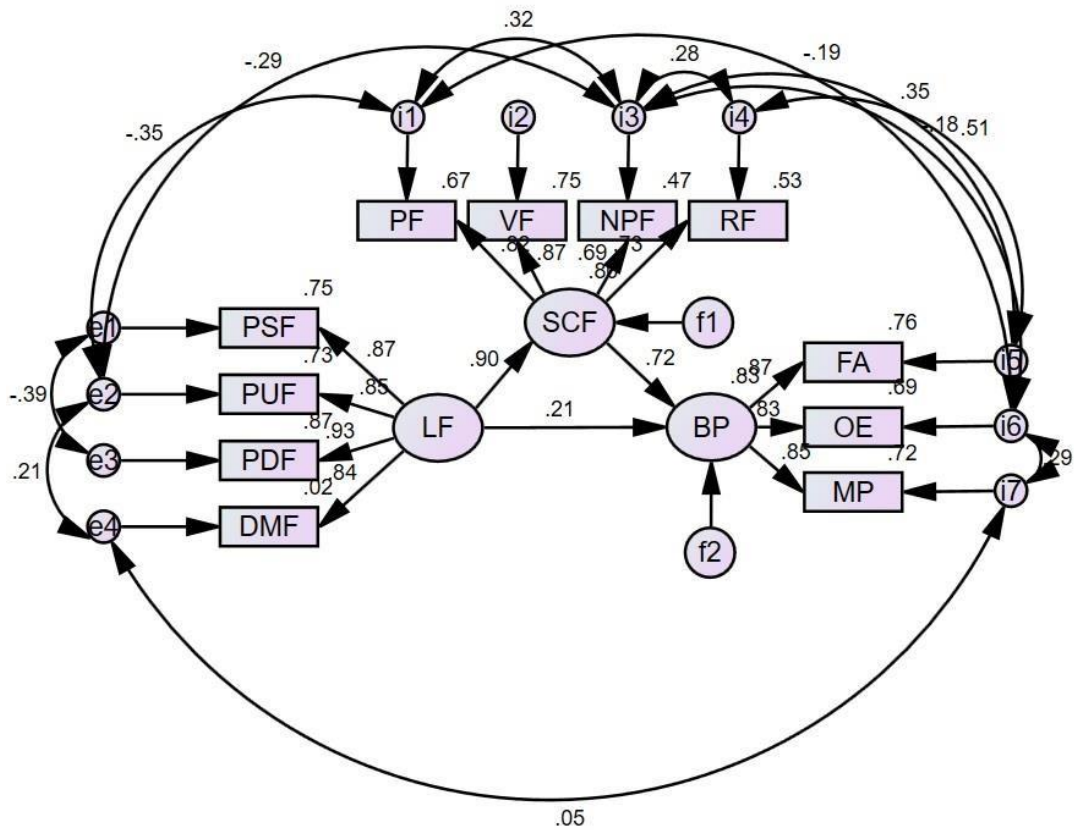 .32
-.29
-.19
.28
.35
-.35
-.18
.51
i1
i2
i3
i4
.67
.75
.47
.53
PF
VF
NPF
RF
.82
.87
.69
.73
SCF
f1
.75
e1
PSF
.73
.87
.90
.72
.76
FA
i5
-.39
e2
PUF
.85
.83
.87
.69
.87
.93
LF
.21
BP
.83
OE
i6
.21
e3
PDF
.84
.02
.85
.72
.29
e4
DMF
MP
i7
f2
.05